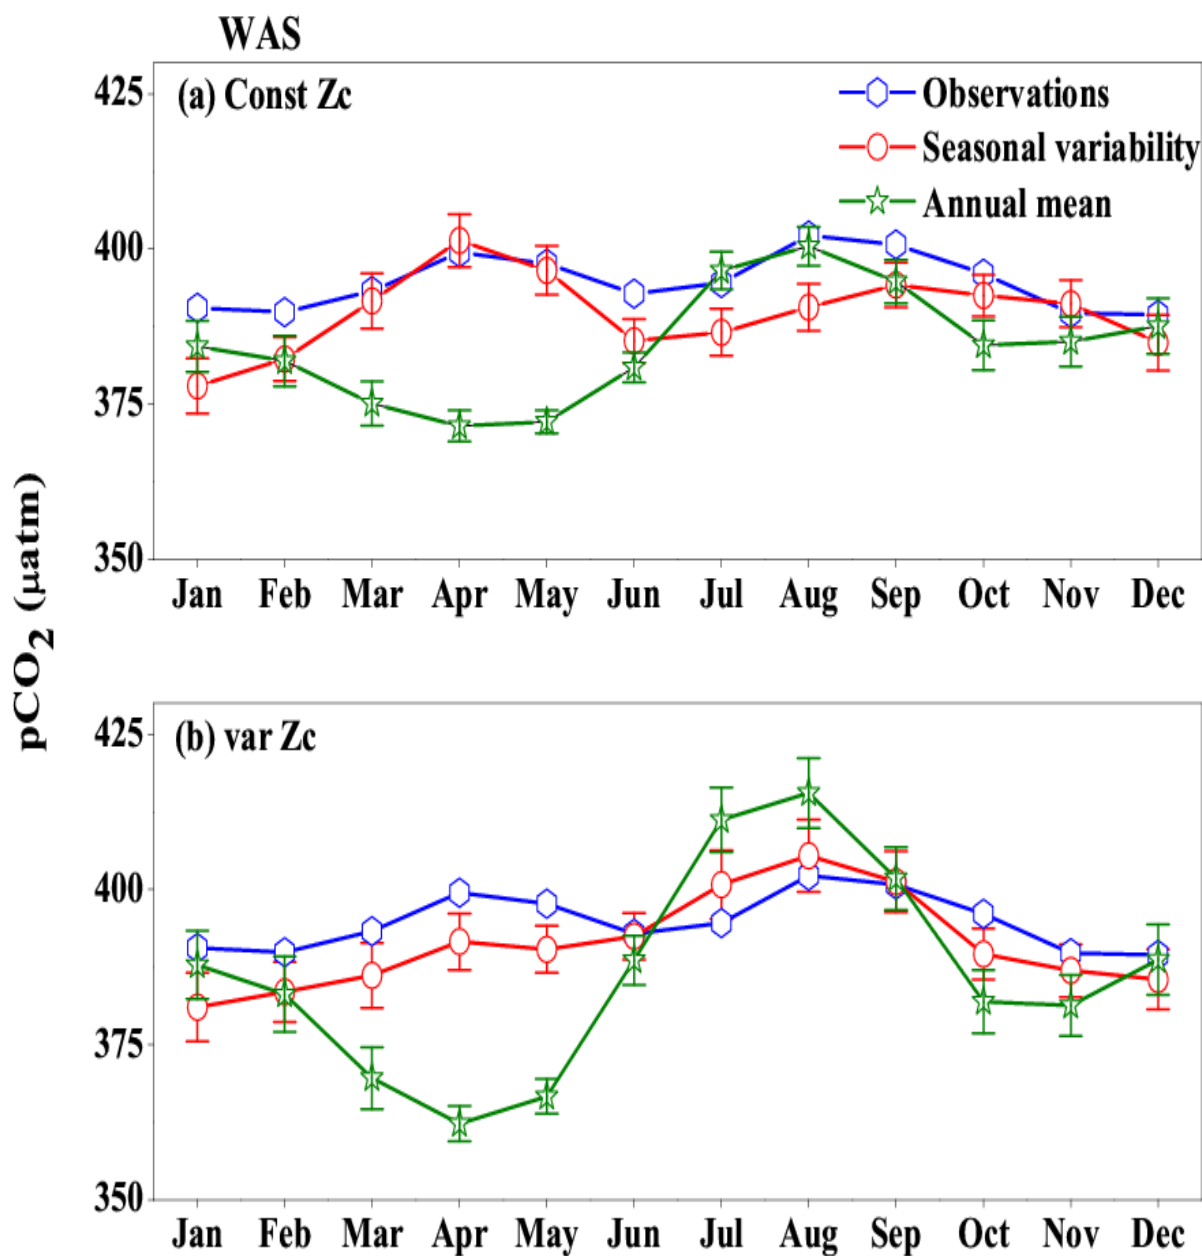 WAS
(a) Const Zc
Observations
Seasonal variability
Annual mean
425
400
375
350
Jan Feb Mar Apr May Jun Jul Aug Sep Oct Nov Dec
pCO₂ (μatm)
(b) var Zc
425
400
375
350
Jan Feb Mar Apr May Jun Jul Aug Sep Oct Nov Dec